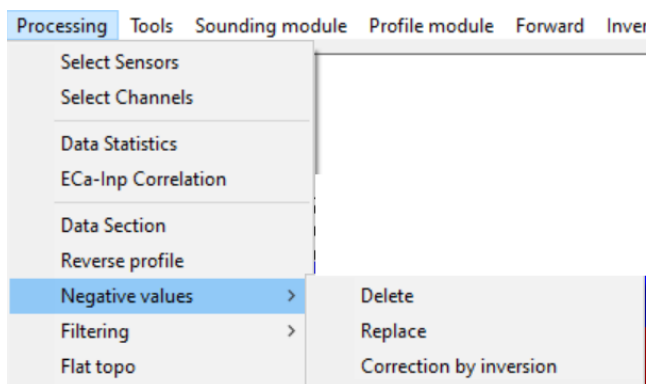 Processing Tools Sounding module Profile module Forward
Select Sensors
Select Channels
Data Statistics
ECa-Inp Correlation
Data Section
Reverse profile
Negative values >
Delete
Filtering >
Replace
Flat topo
Correction by inversion